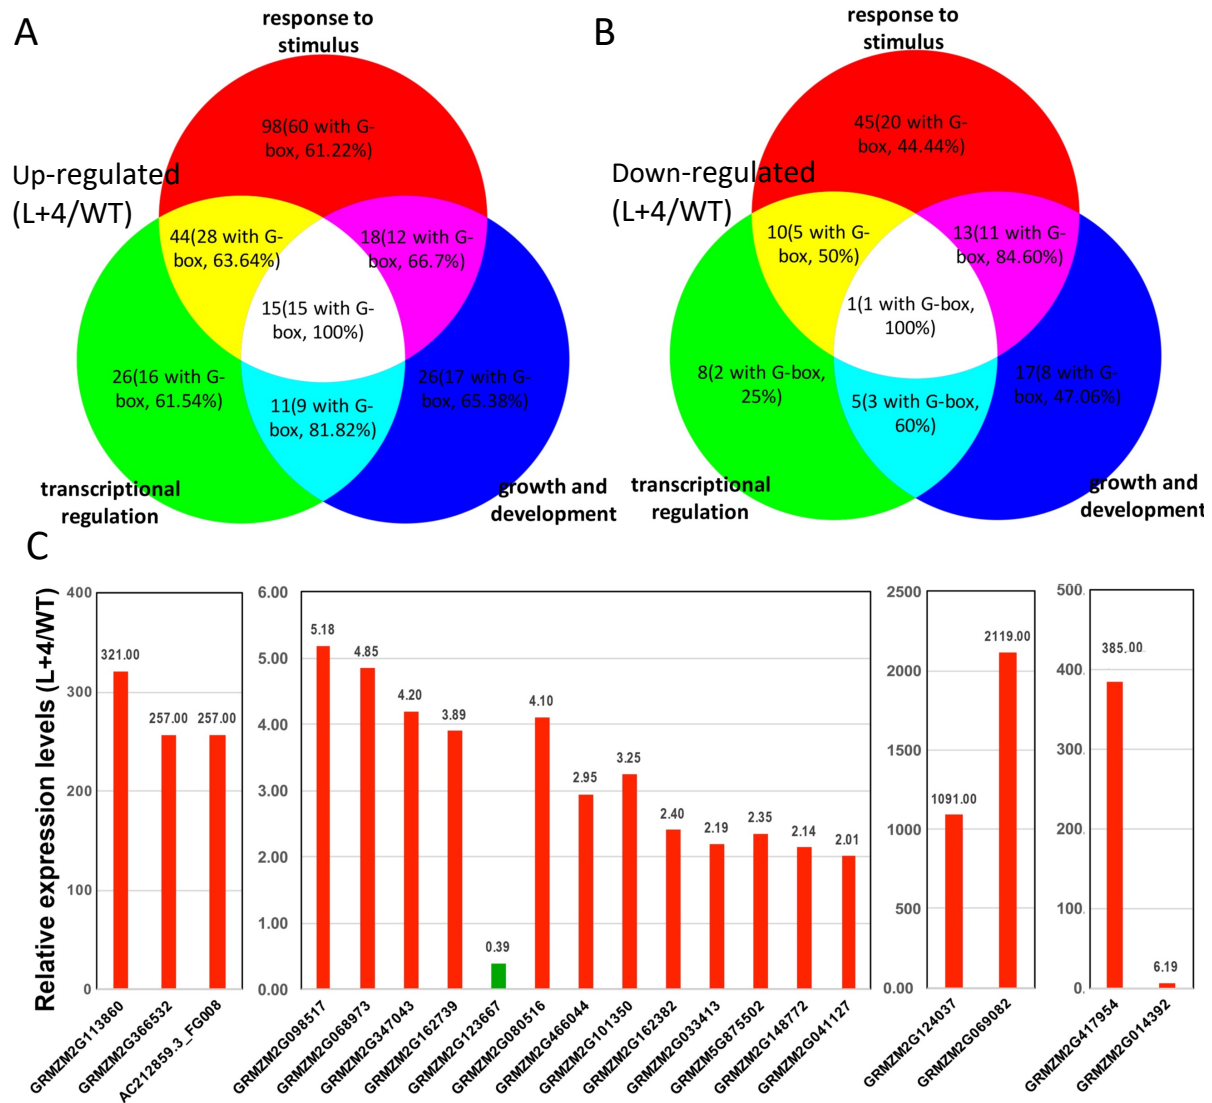 A
response to
stimulus
98(60 with G-
box, 61.22%)
Up-regulated
(L+4/WT)
44(28 with G-
box, 63.64%)
18(12 with G-
box, 66.7%)
15(15 with G-
box, 100%)
26(16 with G-
box, 61.54%)
26(17 with G-
box, 65.38%)
11(9 with G-
box, 81.82%)
transcriptional
regulation
growth and
development
B
response to
stimulus
45(20 with G-
box, 44.44%)
Down-regulated
(L+4/WT)
10(5 with G-
box, 50%)
13(11 with G-
box, 84.60%)
1(1 with G-box,
100%)
8(2 with G-box,
25%)
17(8 with G-
box, 47.06%)
5(3 with G-box,
60%)
transcriptional
regulation
growth and
development
C
Relative expression levels (L+4/WT)
400
300
200
100
0
321.00
257.00
257.00
GRMZM2G113860
GRMZM2G366532
AC212859.3_FG008
6.00
5.00
4.00
3.00
2.00
1.00
0.00
5.18
4.85
4.20
3.89
0.39
4.10
2.95
3.25
2.40
2.19
2.35
2.14
2.01
GRMZM2G098517
GRMZM2G068973
GRMZM2G347043
GRMZM2G162739
GRMZM2G123667
GRMZM2G080516
GRMZM2G466044
GRMZM2G101350
GRMZM2G162382
GRMZM2G033413
GRMZM5G875502
GRMZM2G148772
GRMZM2G041127
2500
2000
1500
1000
500
0.00
1091.00
2119.00
GRMZM2G124037
GRMZM2G069082
500.
400.
300.
200.
100.
0.
385.00
6.19
GRMZM2G417954
GRMZM2G014392